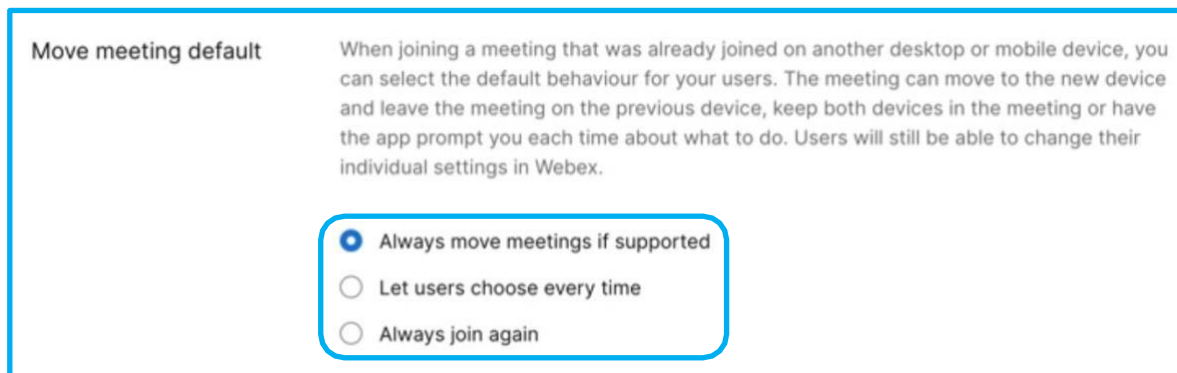 Move meeting default
When joining a meeting that was already joined on another desktop or mobile device, you
can select the default behaviour for your users. The meeting can move to the new device
and leave the meeting on the previous device, keep both devices in the meeting or have
the app prompt you each time about what to do. Users will still be able to change their
individual settings in Webex.
Always move meetings if supported
Let users choose every time
Always join again